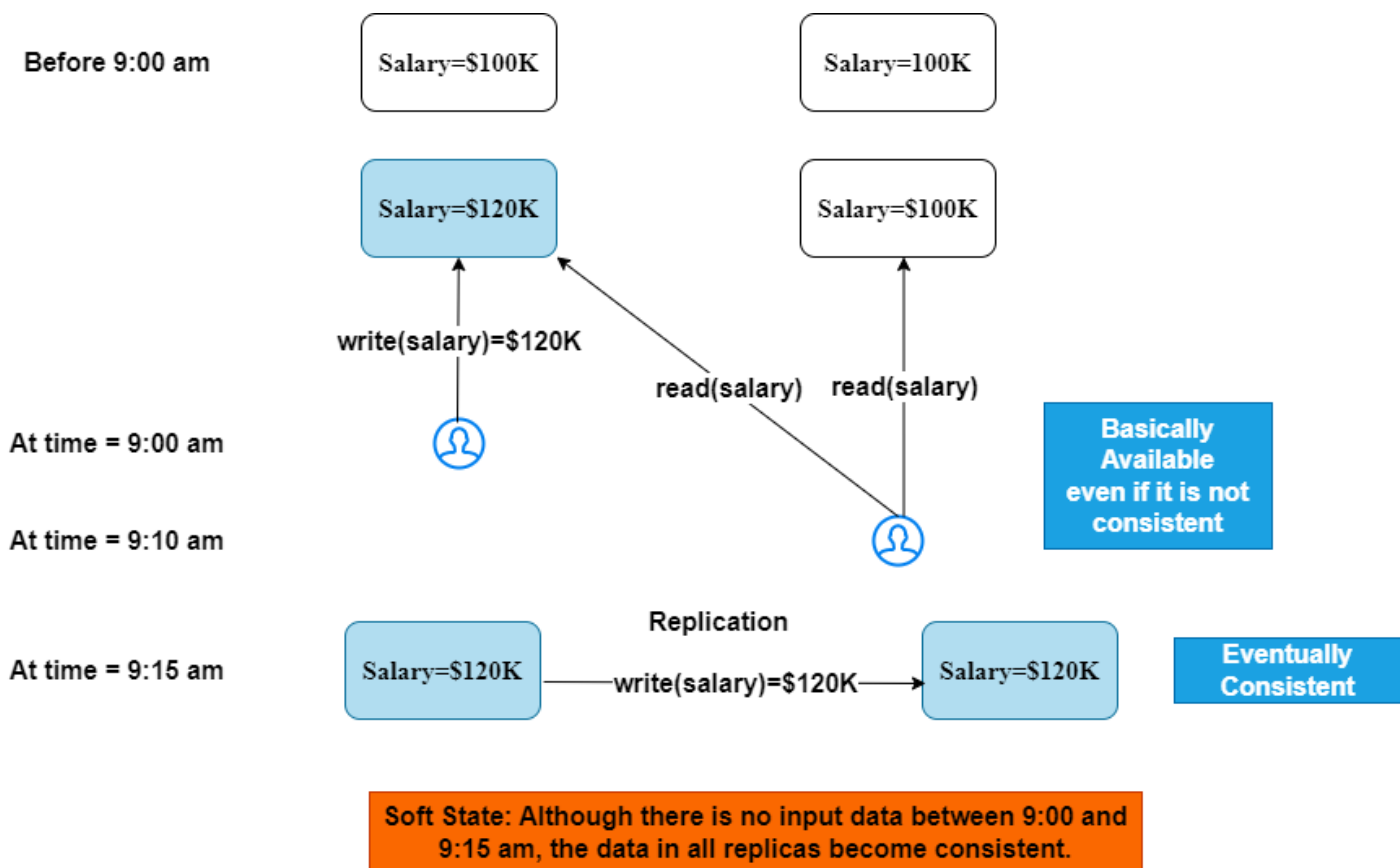 Before 9:00 am
Salary=$100K
Salary=100K
Salary=$120K
Salary=$100K
write(salary)=$120K
read(salary)
read(salary)
At time = 9:00 am
Basically
Available
even if it is not
consistent
At time = 9:10 am
Replication
At time = 9:15 am
Salary=$120K
write(salary)=$120K
Salary=$120K
Eventually
Consistent
Soft State: Although there is no input data between 9:00 and
9:15 am, the data in all replicas become consistent.